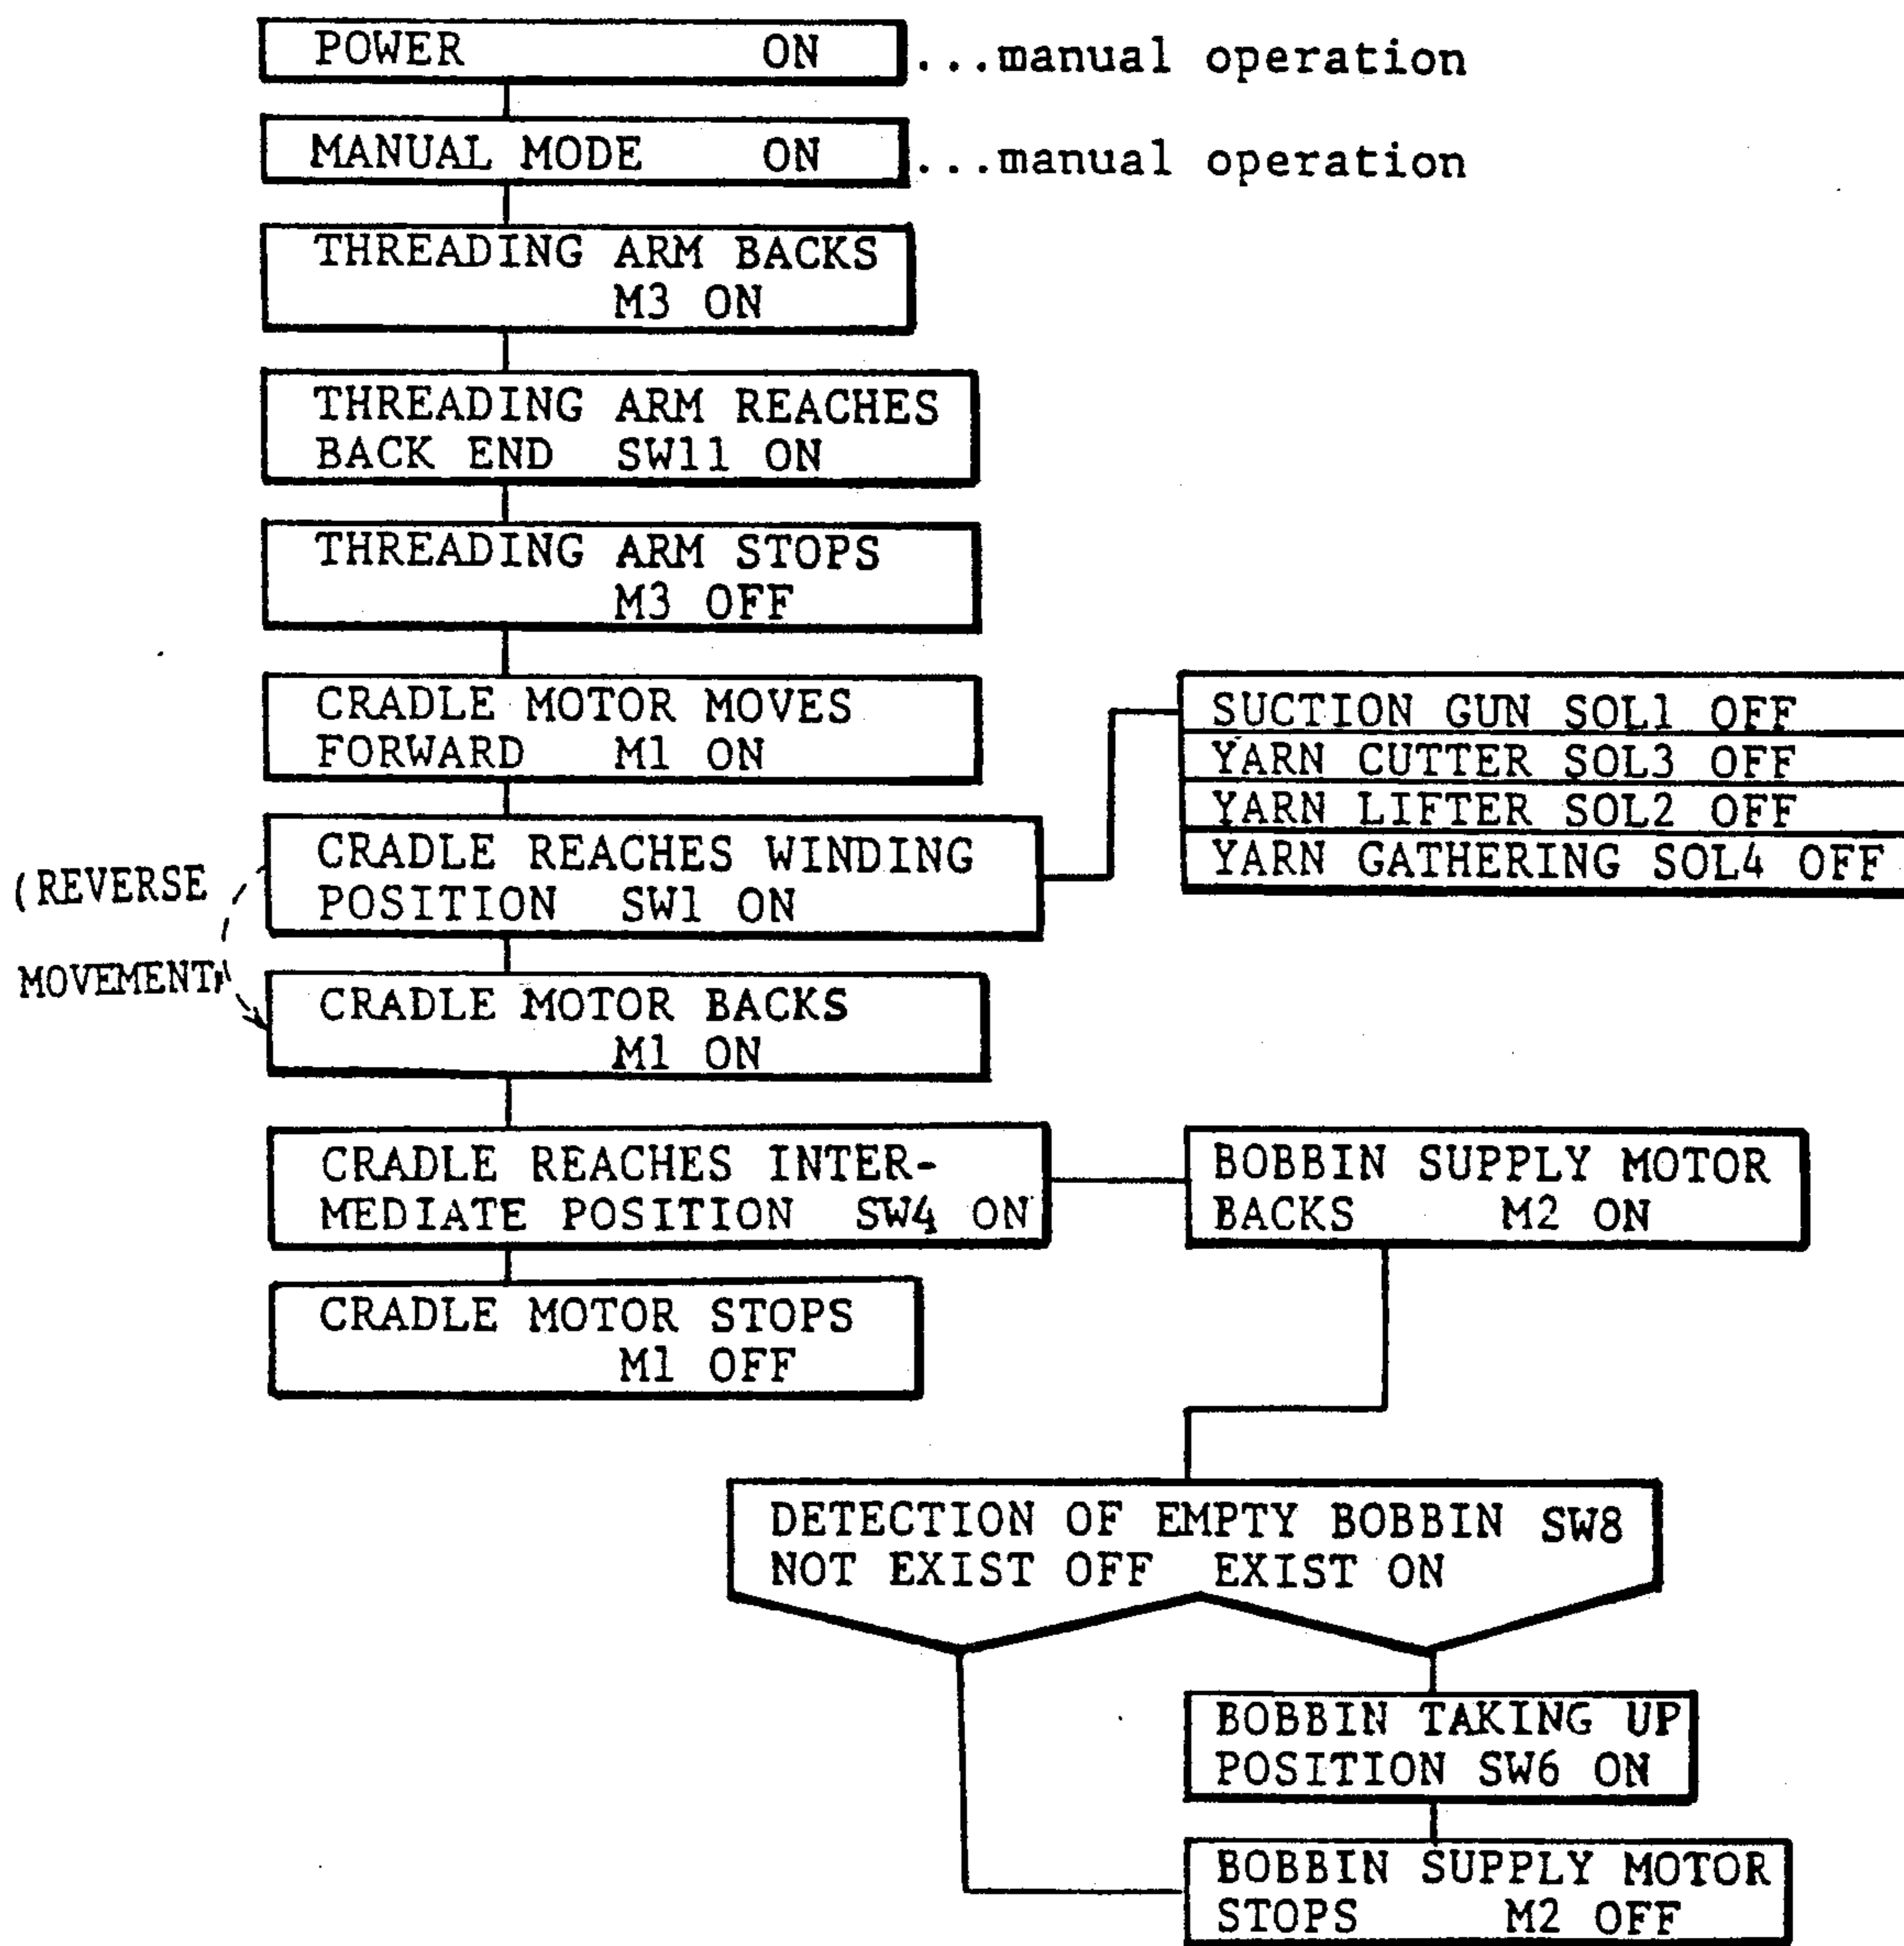 POWER ON ...manual operation
MANUAL MODE ON ...manual operation
THREADING ARM BACKS
M3 ON
THREADING ARM REACHES
BACK END SW11 ON
THREADING ARM STOPS
M3 OFF
CRADLE MOTOR MOVES
FORWARD M1 ON
SUCTION GUN SOL1 OFF
YARN CUTTER SOL3 OFF
YARN LIFTER SOL2 OFF
YARN GATHERING SOL4 OFF
CRADLE REACHES WINDING
POSITION SW1 ON
(REVERSE
MOVEMENT)
CRADLE MOTOR BACKS
M1 ON
CRADLE REACHES INTER-
MEDIATE POSITION SW4 ON
BOBBIN SUPPLY MOTOR
BACKS M2 ON
CRADLE MOTOR STOPS
M1 OFF
DETECTION OF EMPTY BOBBIN SW8
NOT EXIST OFF EXIST ON
BOBBIN TAKING UP
POSITION SW6 ON
BOBBIN SUPPLY MOTOR
STOPS M2 OFF